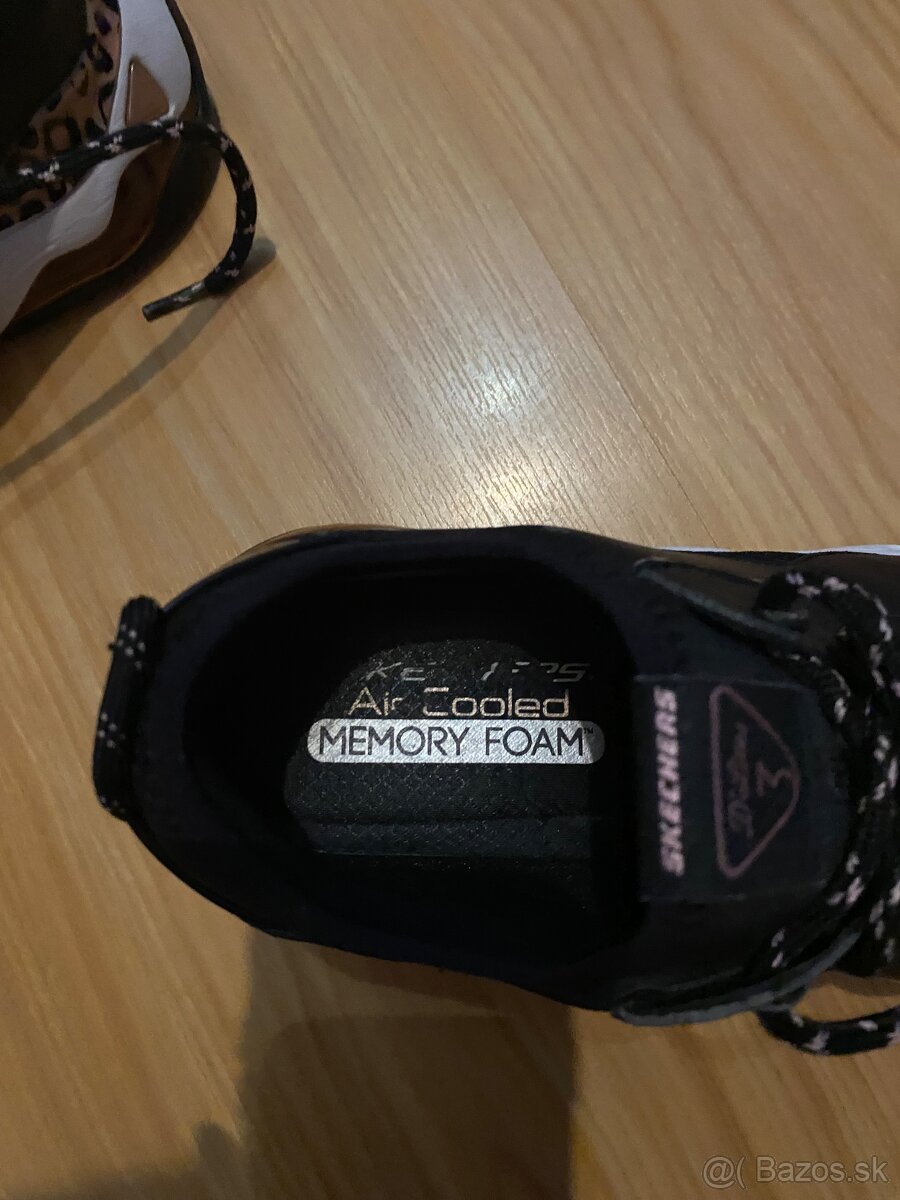 Air Cooled
MEMORY FOAM™
SKECHERS
@( Bazos.sk